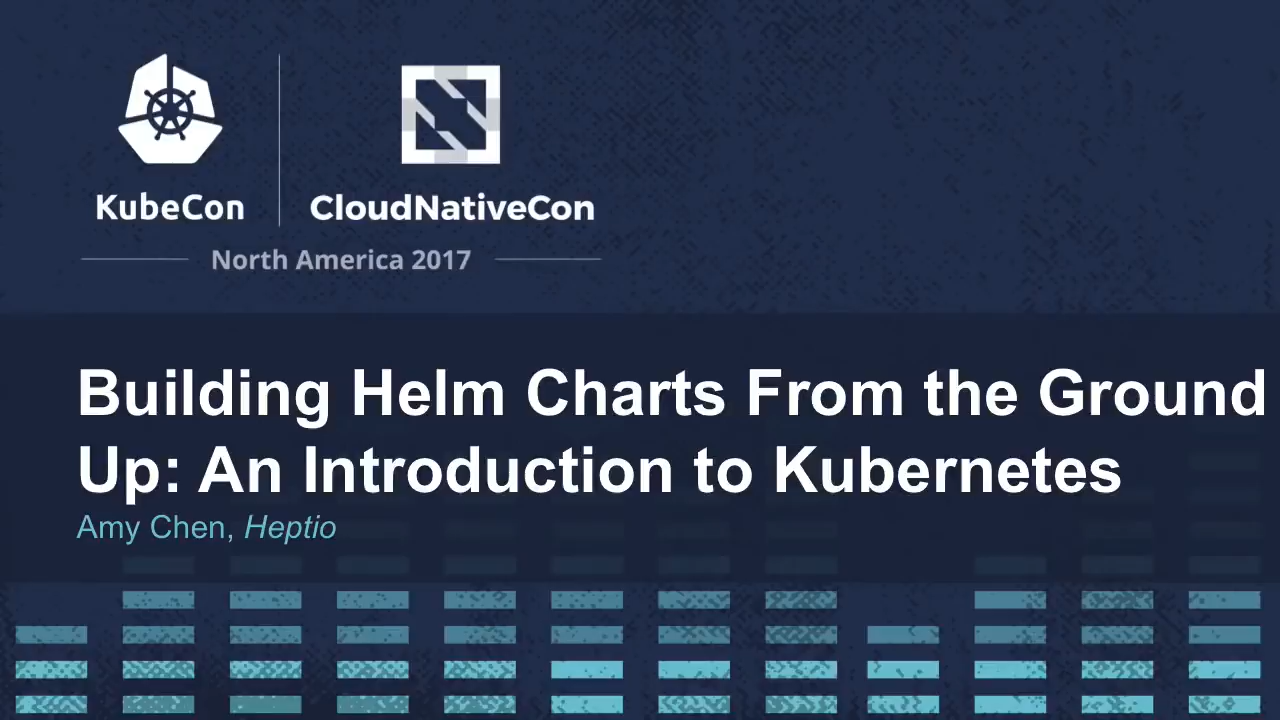 KubeCon
CloudNativeCon
North America 2017
Building Helm Charts From the Ground
Up: An Introduction to Kubernetes
Amy Chen, Heptio